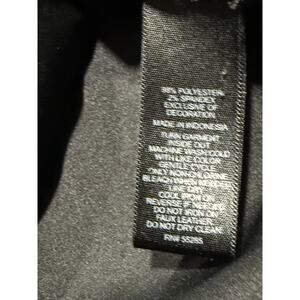 98% POLYESTER
2% SPANDEX
EXCLUSIVE OF
DECORATION
MADE IN INDONESIA
TURN GARMENT
INSIDE OUT
MACHINE WASH COLD
WITH LIKE COLOR
GENTLE CYCLE
ONLY NON-CHLORINE
BLEACH WHEN NEEDED
LINE DRY
COOL IRON ON
REVERSE IF NEEDED
DO NOT IRON ON
FAUX LEATHER.
DO NOT DRY CLEAN.
RN# 55285